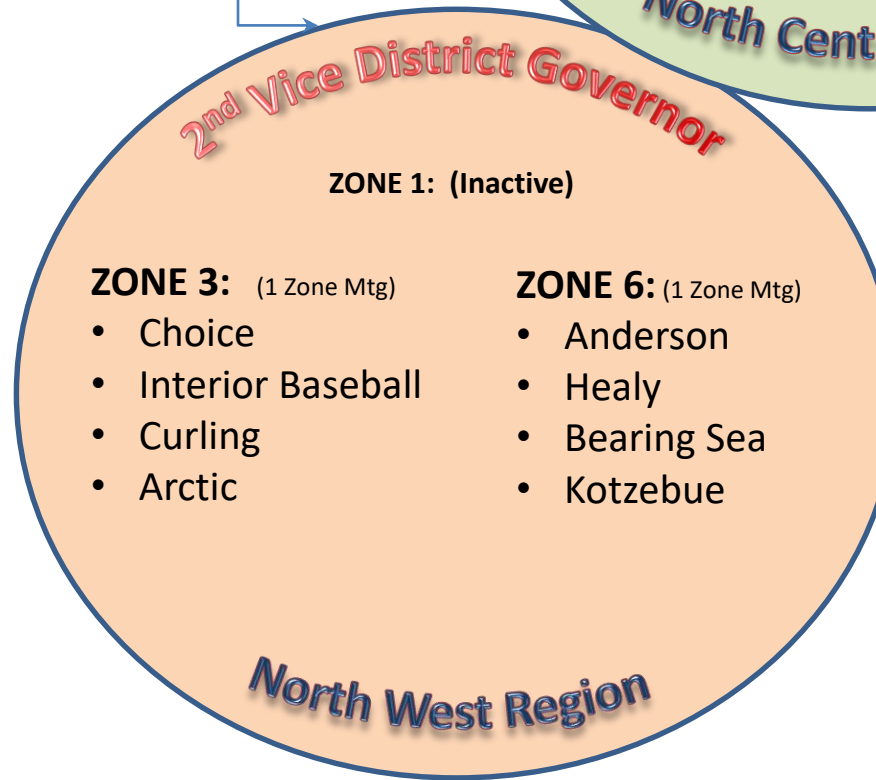 North Cent
2nd Vice District Governor
ZONE 1: (Inactive)
ZONE 3: (1 Zone Mtg)
• Choice
• Interior Baseball
• Curling
• Arctic
ZONE 6: (1 Zone Mtg)
• Anderson
• Healy
• Bearing Sea
• Kotzebue
North West Region